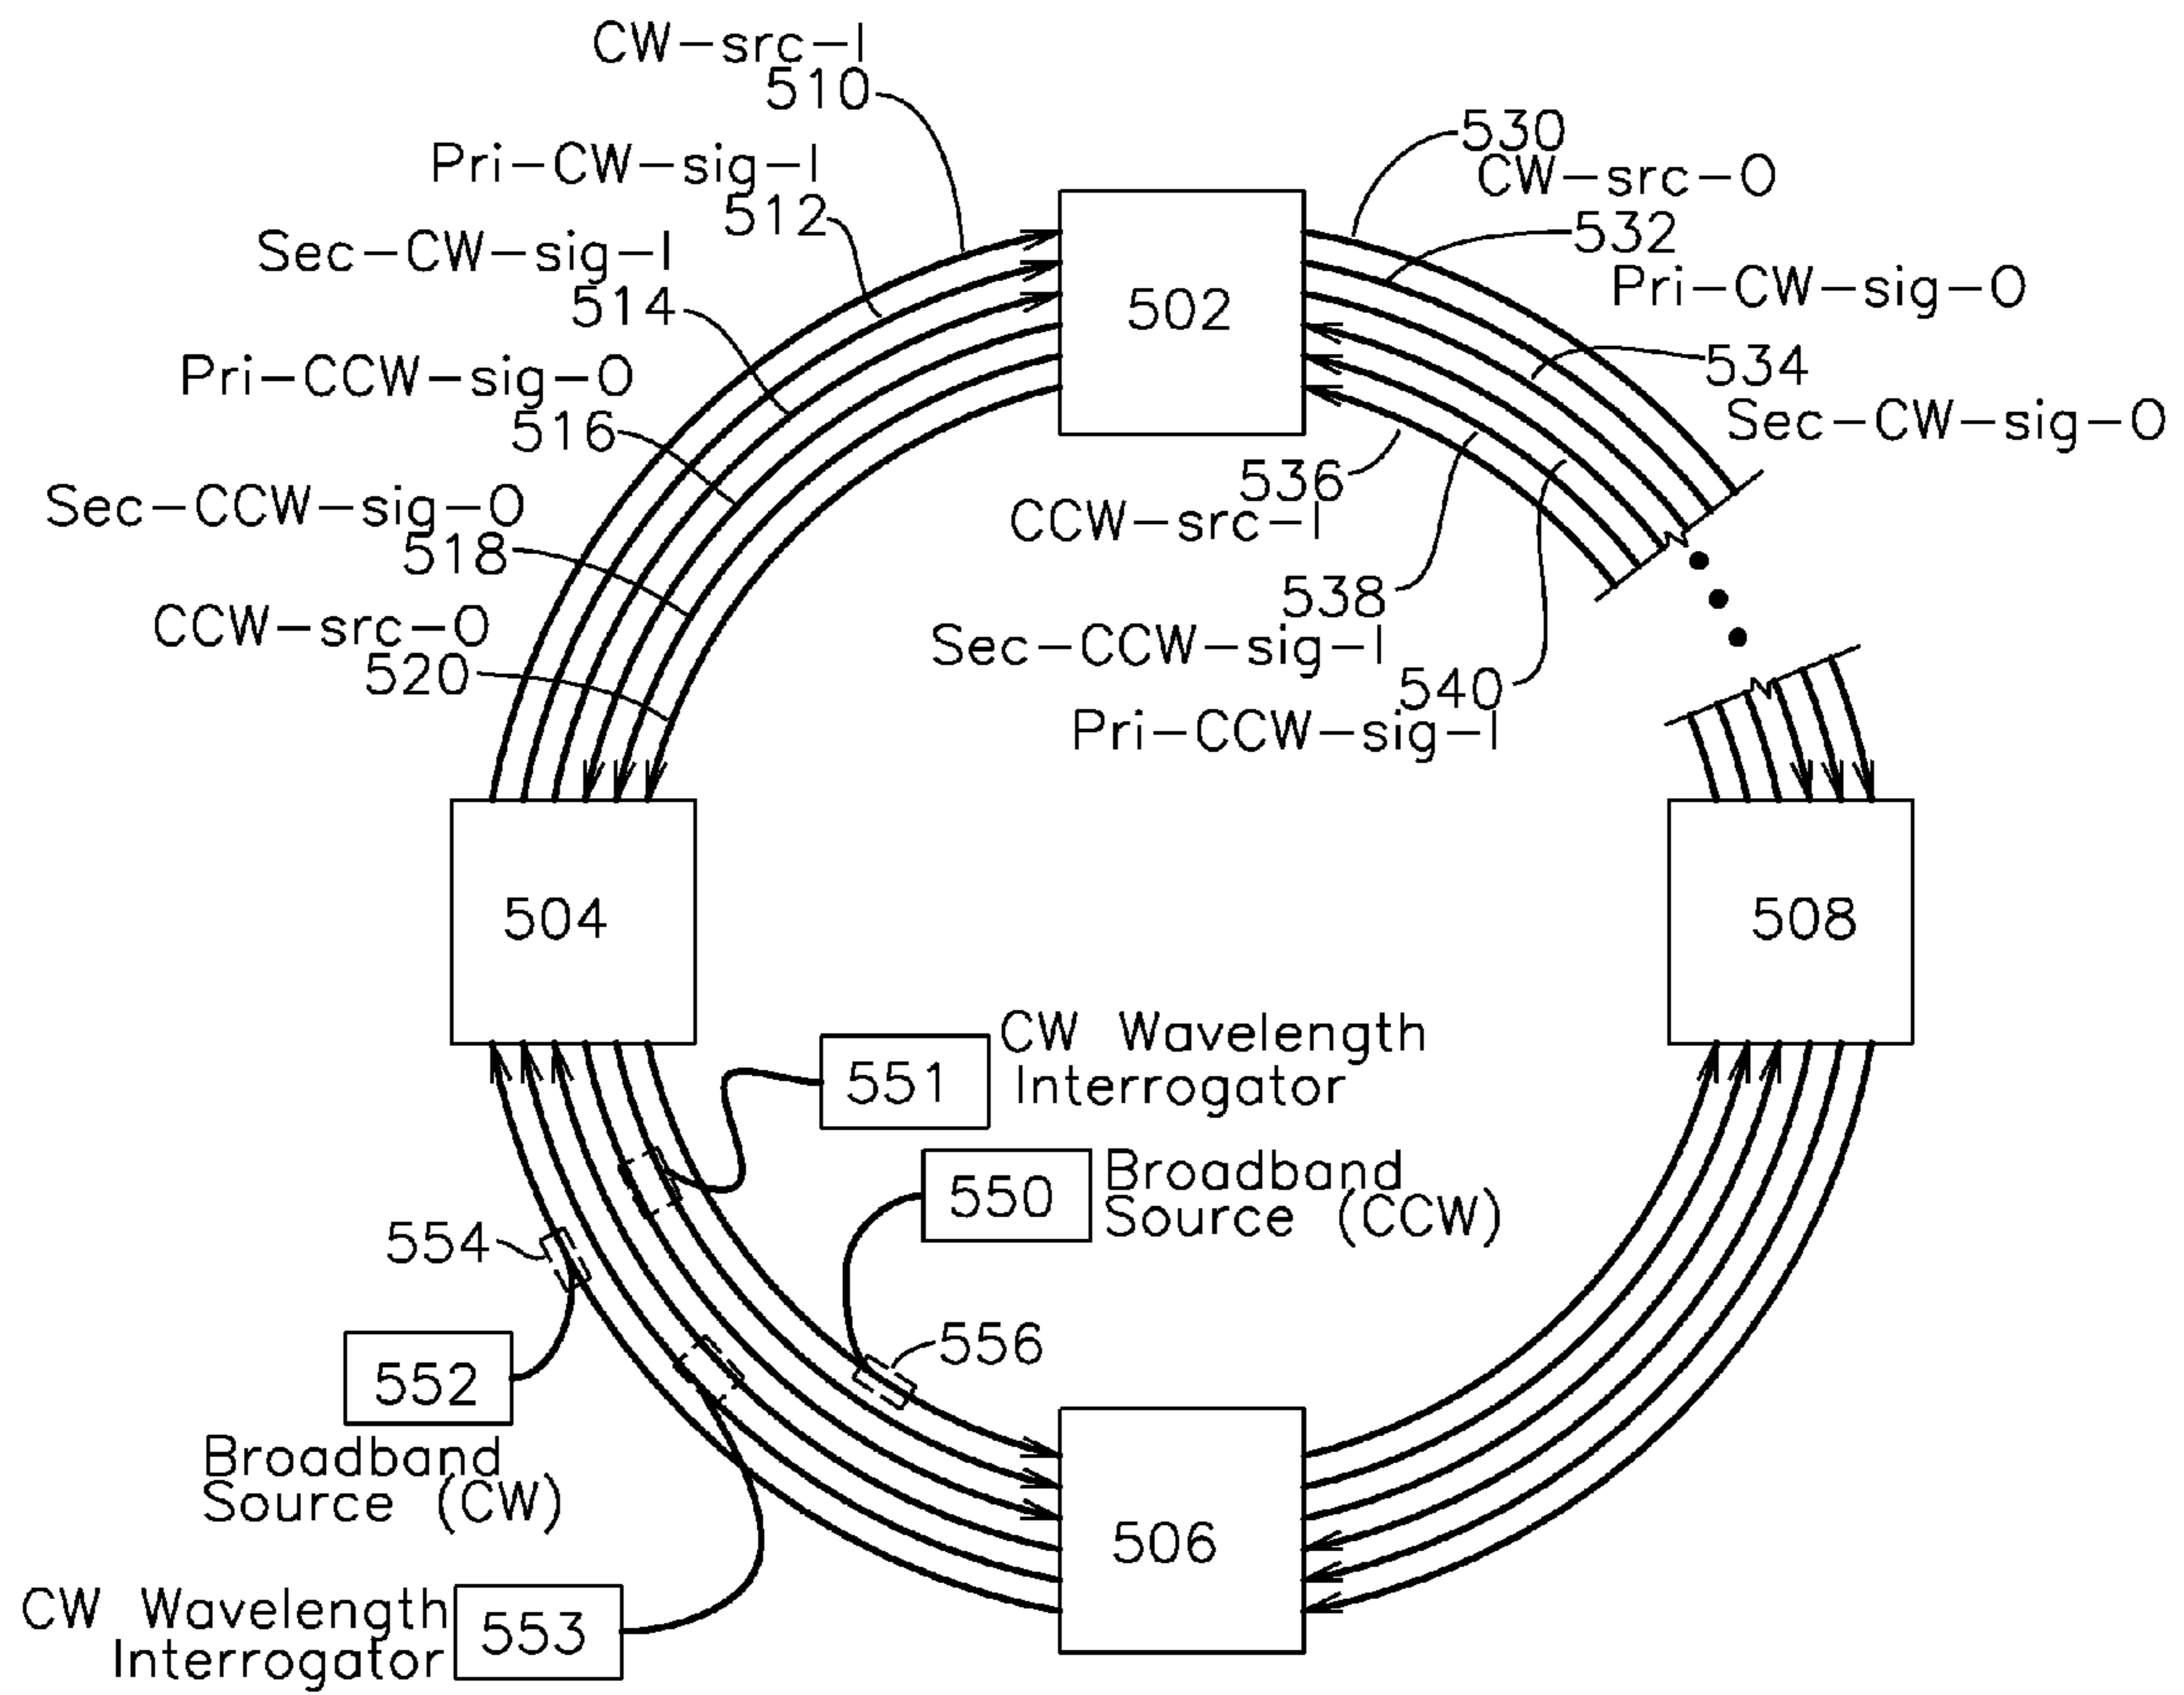 CW-src-I
510
Pri-CW-sig-I
512
Sec-CW-sig-I
514
Pri-CCW-sig-O
516
Sec-CCW-sig-O
518
CCW-src-O
520
530
CW-src-O
532
Pri-CW-sig-O
534
Sec-CW-sig-O
502
536
CCW-src-I
538
Sec-CCW-sig-I
540
Pri-CCW-sig-I
504
508
551
CW Wavelength
Interrogator
550
Broadband
Source (CCW)
554
556
552
Broadband
Source (CW)
506
CW Wavelength
Interrogator
553